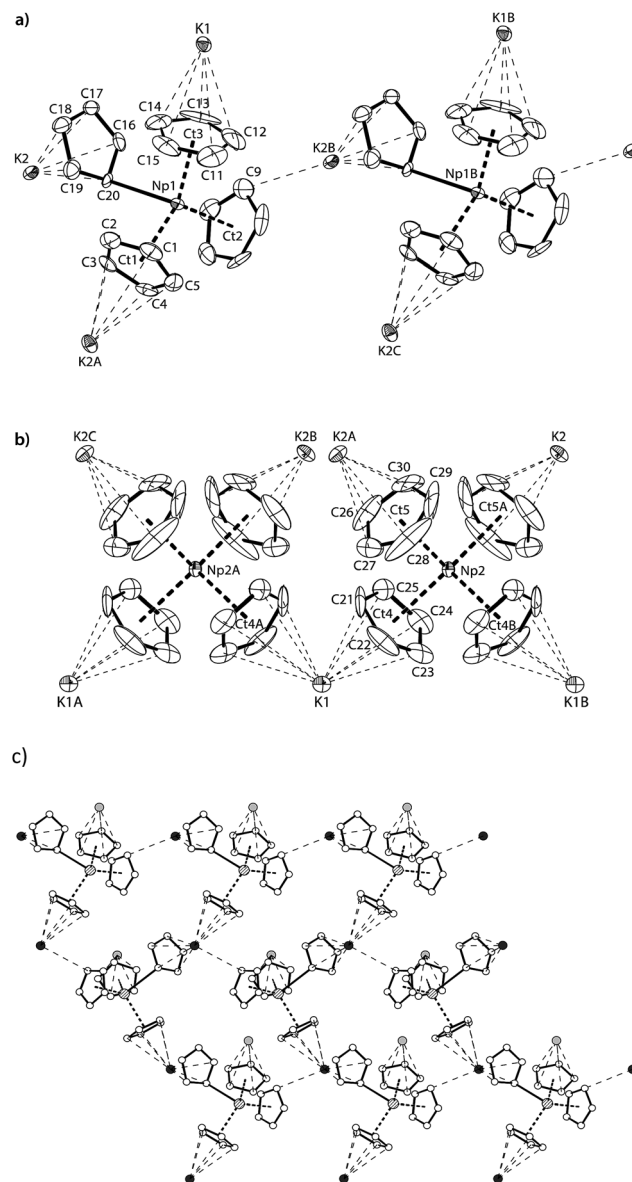 a)
K1
K1B
C17
C13
C14
C18
Ct3
C16
C12
K2
C15
C9
K2B
C11
C19
Np1
Np1B
C20
C2
C1
Ct2
C3
Ct1
C5
C4
K2A
K2C
b)
K2C
K2B
K2A
K2
C30
C29
C26
Ct5
Ct5A
C27
C28
Np2A
Np2
C25
C21
Ct4
C24
Ct4A
Ct4B
C22
C23
K1A
K1
K1B
c)